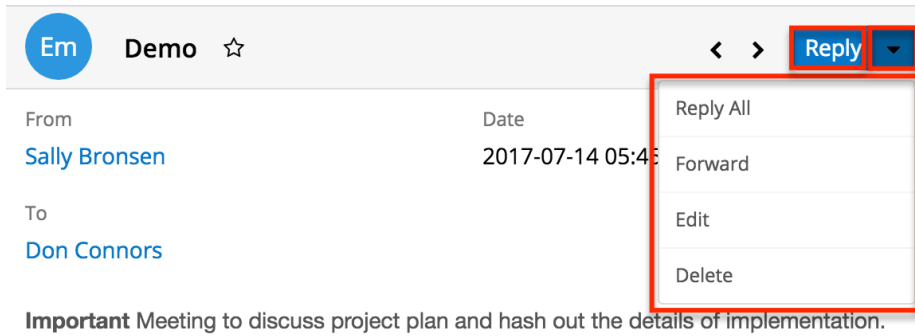 Em Demo Reply
From Date Reply All
Sally Bronsen 2017-07-14 05:4
Forward
To Edit
Don Connors
Delete
Important Meeting to discuss project plan and hash out the details of implementation.